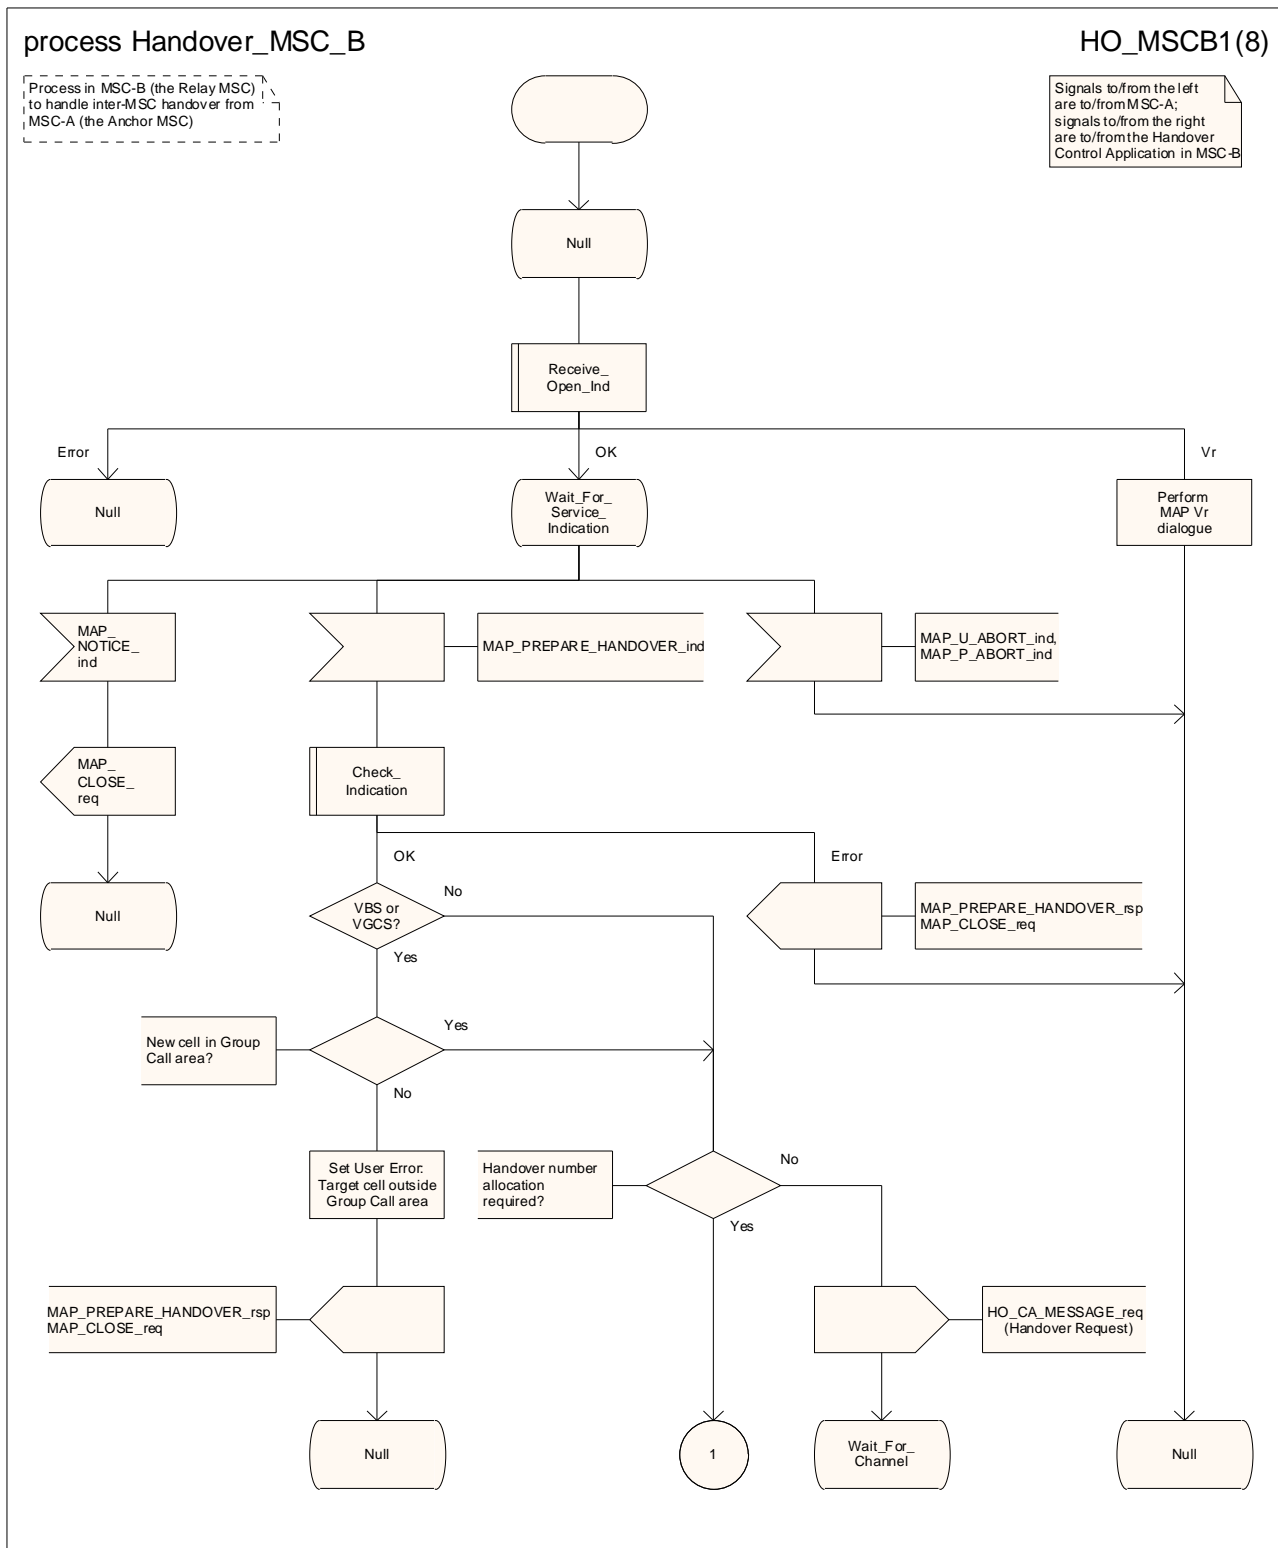 process Handover_MSC_B
HO_MSCB1(8)
Process in MSC-B (the Relay MSC)
to handle inter-MSC handover from
MSC-A (the Anchor MSC)
Signals to/from the left
are to/from MSC-A;
signals to/from the right
are to/from the Handover
Control Application in MSC-B
Null
Receive_
Open_Ind
Error
OK
Vr
Null
Wait_For_
Service_
Indication
Perform
MAP Vr
dialogue
MAP_
NOTICE_
ind
MAP_PREPARE_HANDOVER_ind
MAP_U_ABORT_ind,
MAP_P_ABORT_ind
MAP_
CLOSE_
req
Check_
Indication
OK
Error
Null
VBS or
VGCS?
No
Yes
MAP_PREPARE_HANDOVER_rsp
MAP_CLOSE_req
New cell in Group
Call area?
Yes
No
Set User Error:
Target cell outside
Group Call area
Handover number
allocation
required?
No
Yes
MAP_PREPARE_HANDOVER_rsp
MAP_CLOSE_req
HO_CA_MESSAGE_req
(Handover Request)
Null
1
Wait_For_
Channel
Null